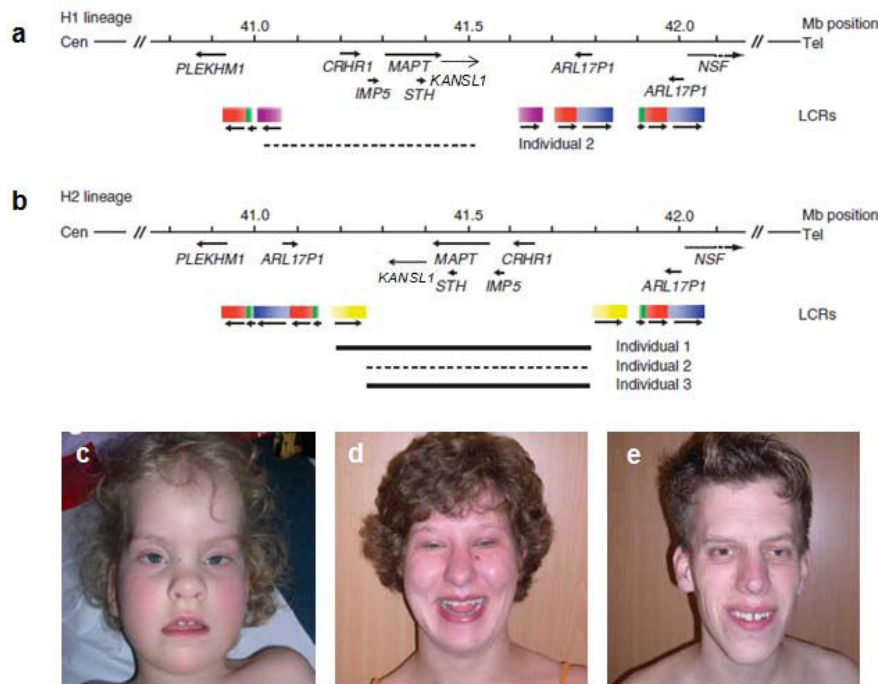 a
H1 lineage
41.0 41.5 42.0 Mb position
Cen // // Tel
PLEKHM1 CRHR1 MAPT KANSL1 ARL17P1 NSF
IMP5 STH ARL17P1
LCRs
Individual 2
b
H2 lineage
41.0 41.5 42.0 Mb position
Cen // // Tel
PLEKHM1 ARL17P1 KANSL1 MAPT CRHR1 NSF
STH IMP5 ARL17P1
LCRs
Individual 1
Individual 2
Individual 3
c d e